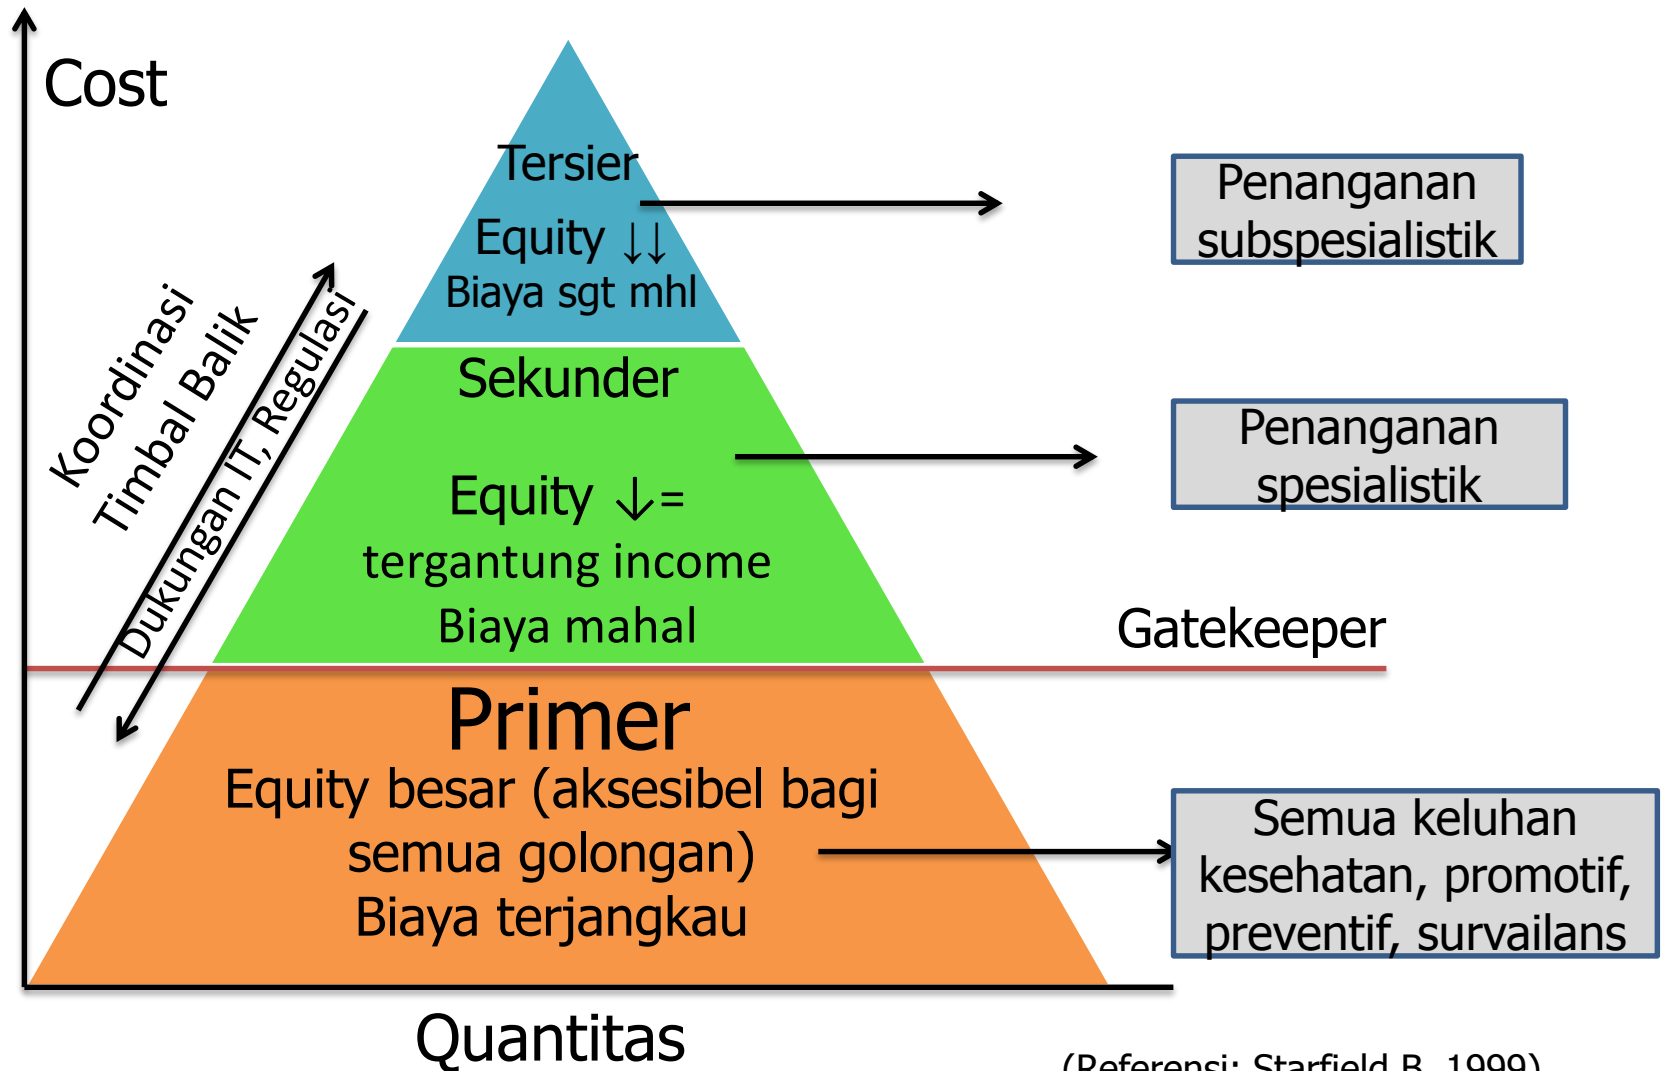 Cost
Tersier
Equity ↓↓
Biaya sgt mhl
Penanganan
subspesialistik
Koordinasi
Timbal Balik
Dukungan IT, Regulasi
Sekunder
Equity ↓=
tergantung income
Biaya mahal
Penanganan
spesialistik
Gatekeeper
Primer
Equity besar (aksesibel bagi
semua golongan)
Biaya terjangkau
Semua keluhan
kesehatan, promotif,
preventif, survailans
Quantitas
(Referensi: Starfield B, 1999)